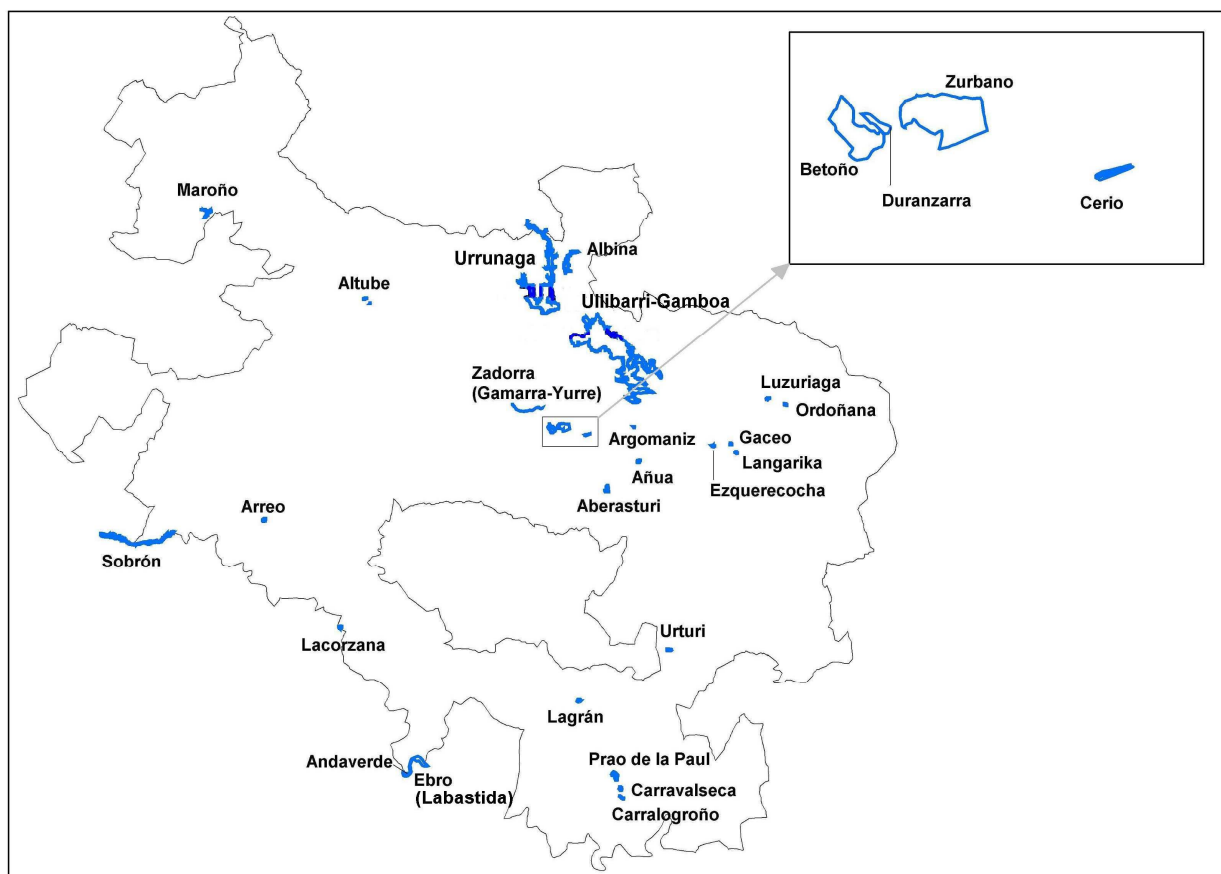 Zurbano
Betoño
Duranzarra
Cerio
Maroño
Albina
Urrunaga
Altube
Ullibarri-Gamboa
Zadorra
(Gamarra-Yurre)
Luzuriaga
Ordoñana
Argomaniz
Gaceo
Langarika
Añua
Ezquerecocha
Aberasturi
Arreo
Sobrón
Lacorzana
Urturi
Lagrán
Andaverde
Ebro
(Labastida)
Prao de la Paul
Carravalseca
Carralogroño